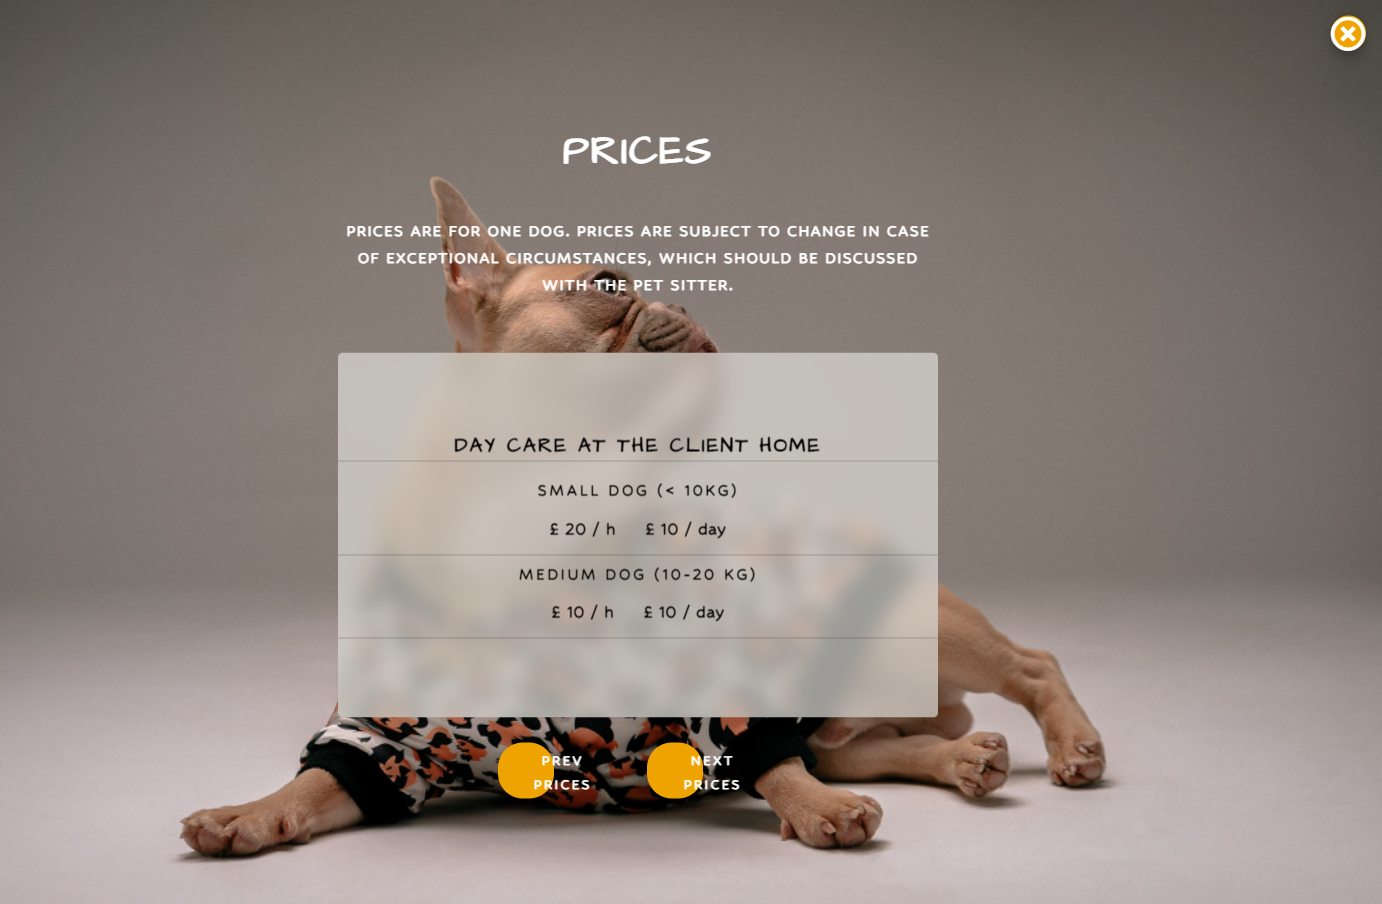 PRICES
PRICES ARE FOR ONE DOG. PRICES ARE SUBJECT TO CHANGE IN CASE
OF EXCEPTIONAL CIRCUMSTANCES, WHICH SHOULD BE DISCUSSED
WITH THE PET SITTER.
DAY CARE AT THE CLIENT HOME
SMALL DOG (< 10KG)
£ 20 / h £ 10 / day
MEDIUM DOG (10-20 KG)
£ 10 / h £ 10 / day
PREV PRICES
NEXT PRICES